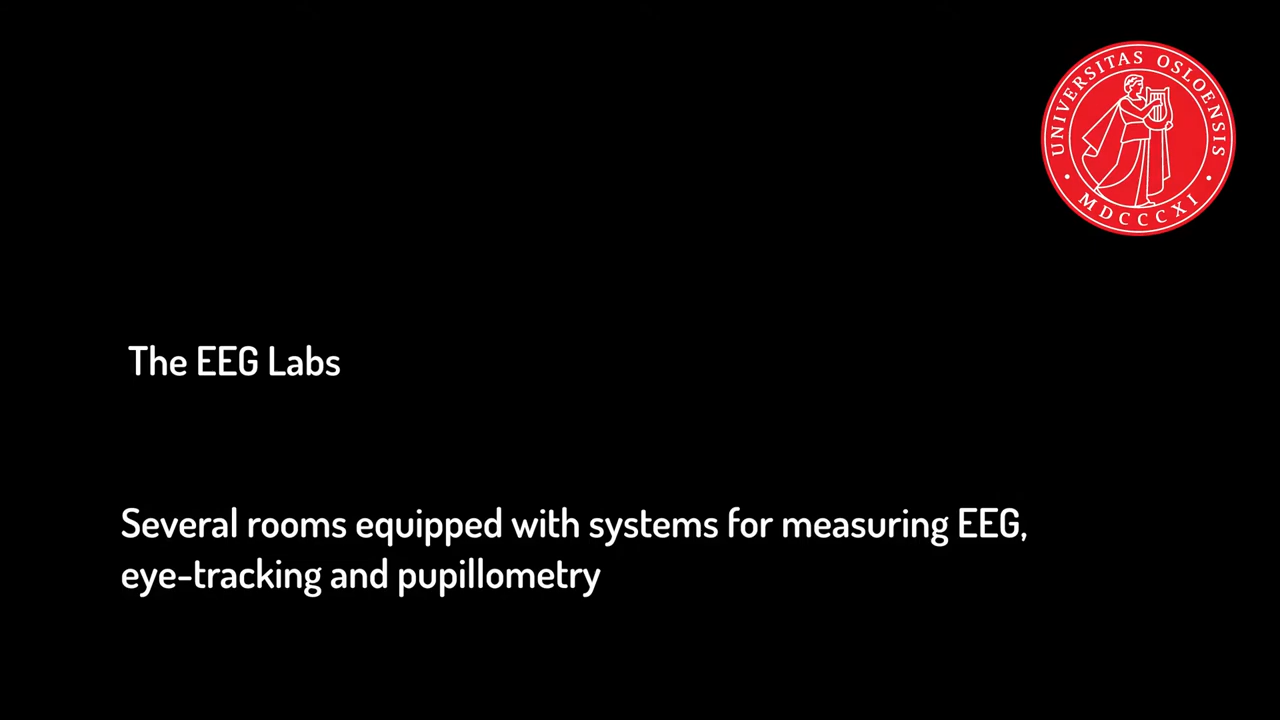 UNIVERSITAS OSLOENSIS
MDCCCXI
The EEG Labs
Several rooms equipped with systems for measuring EEG,
eye-tracking and pupillometry